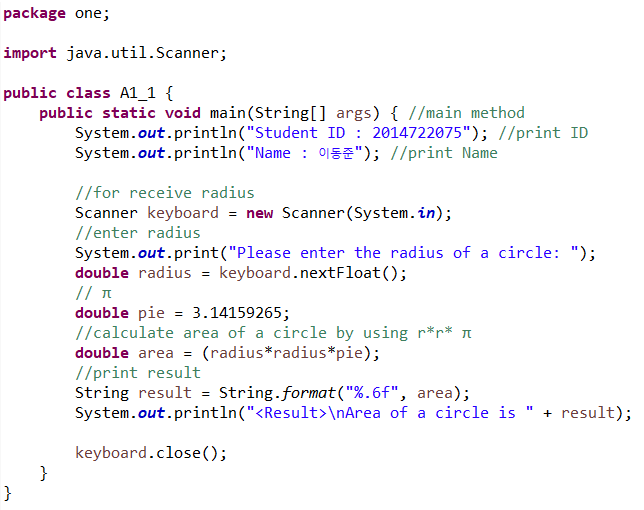 package one;
import java.util.Scanner;
public class A1_1 {
public static void main(String[] args) { //main method
System.out.println("Student ID : 2014722075"); //print ID
System.out.println("Name : 이동준"); //print Name
//for receive radius
Scanner keyboard = new Scanner(System.in);
//enter radius
System.out.print("Please enter the radius of a circle: ");
double radius = keyboard.nextFloat();
// π
double pie = 3.14159265;
//calculate area of a circle by using r*r* π
double area = (radius*radius*pie);
//print result
String result = String.format("%.6f", area);
System.out.println("<Result>\nArea of a circle is " + result);
keyboard.close();
}
}